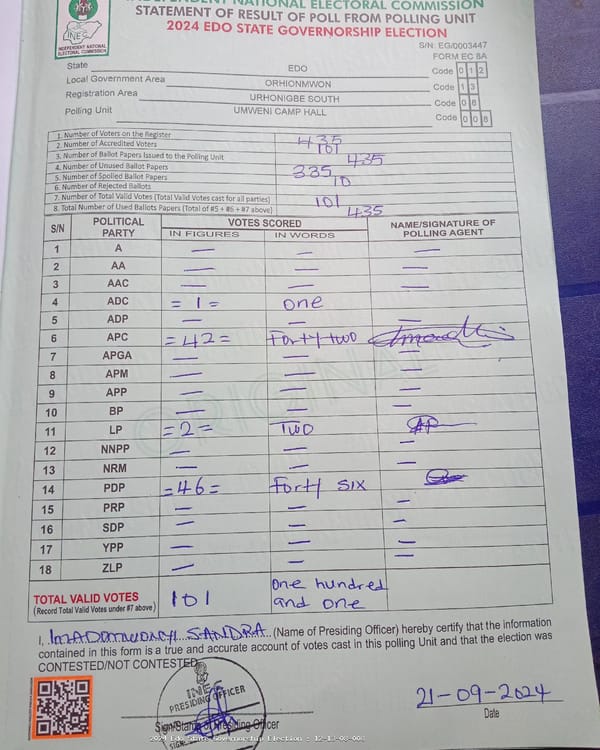 INDEPENDENT NATIONAL ELECTORAL COMMISSION
STATEMENT OF RESULT OF POLL FROM POLLING UNIT
2024 EDO STATE GOVERNORSHIP ELECTION
INEC
INDEPENDENT NATIONAL ELECTORAL COMMISSION
S/N: EG/0003447
FORM EC 8A
State EDO Code 0 1 2
Local Government Area ORHIONMWON Code 1 3
Registration Area URHONIGBE SOUTH Code 0 8
Polling Unit UMWENI CAMP HALL Code 0 0 8
1. Number of Voters on the Register 435
2. Number of Accredited Voters 101
3. Number of Ballot Papers Issued to the Polling Unit 435
4. Number of Unused Ballot Papers 335
5. Number of Spoiled Ballot Papers
6. Number of Rejected Ballots 10
7. Number of Total Valid Votes (Total Valid Votes cast for all parties) 101
8. Total Number of Used Ballots Papers (Total of #5 + #6 + #7 above) 435
S/N POLITICAL PARTY VOTES SCORED NAME/SIGNATURE OF POLLING AGENT
IN FIGURES IN WORDS
1 A — — —
2 AA — — —
3 AAC — — —
4 ADC = 1 = one
5 ADP — — —
6 APC = 42 = forty two
7 APGA — — —
8 APM — — —
9 APP — — —
10 BP — — —
11 LP = 2 = Two
12 NNPP — — —
13 NRM — — —
14 PDP = 46 = forty six
15 PRP — — —
16 SDP — — —
17 YPP — — —
18 ZLP — — —
TOTAL VALID VOTES 101 one hundred and one
(Record Total Valid Votes under #7 above)
ORIGINAL
I, SANDRA (Name of Presiding Officer) hereby certify that the information
contained in this form is a true and accurate account of votes cast in this polling Unit and that the election was
CONTESTED/NOT CONTESTED
INEC
PRESIDING OFFICER
21-09-2024
Sign/Stamp of Presiding Officer Date
SIGN:
2024 Edo State Governorship Election : 12-13-08-008